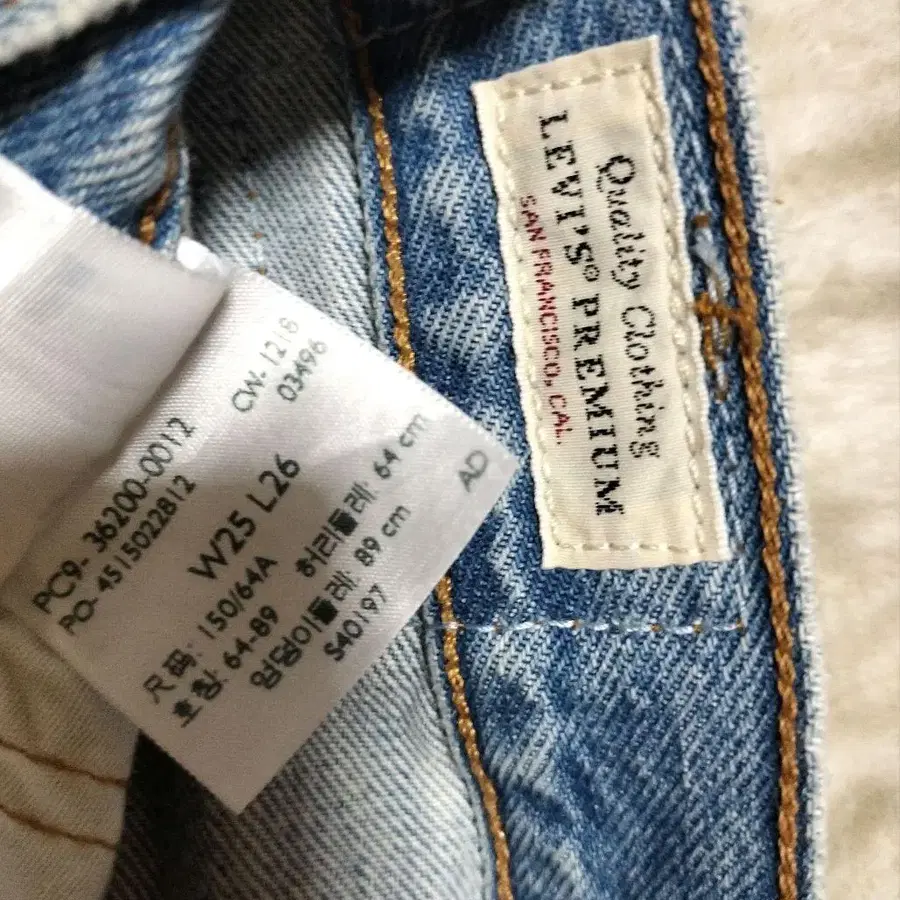 PC9- 36200-0012
PO- 4515022812
CW- 1218
03496
W25 L26
尺碼: 150/64A
호칭: 64-89
허리둘레: 64 cm
엉덩이둘레: 89 cm
S40197
AD
Quality Clothing
LEVI'S® PREMIUM
SAN FRANCISCO, CAL.